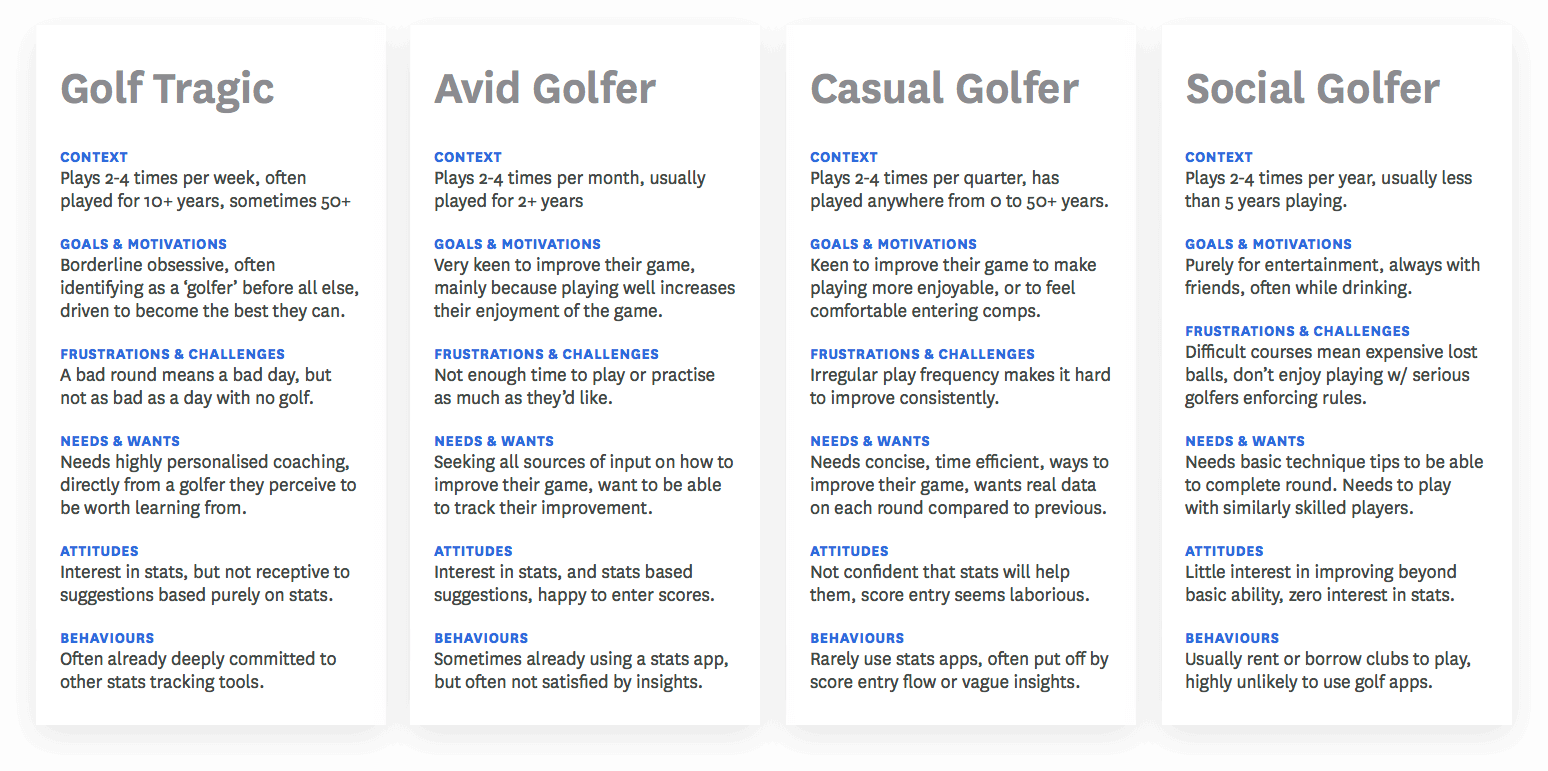 Golf Tragic
CONTEXT
Plays 2-4 times per week, often
played for 10+ years, sometimes 50+
GOALS & MOTIVATIONS
Borderline obsessive, often
identifying as a ‘golfer’ before all else,
driven to become the best they can.
FRUSTRATIONS & CHALLENGES
A bad round means a bad day, but
not as bad as a day with no golf.
NEEDS & WANTS
Needs highly personalised coaching,
directly from a golfer they perceive to
be worth learning from.
ATTITUDES
Interest in stats, but not receptive to
suggestions based purely on stats.
BEHAVIOURS
Often already deeply committed to
other stats tracking tools.
Avid Golfer
CONTEXT
Plays 2-4 times per month, usually
played for 2+ years
GOALS & MOTIVATIONS
Very keen to improve their game,
mainly because playing well increases
their enjoyment of the game.
FRUSTRATIONS & CHALLENGES
Not enough time to play or practise
as much as they’d like.
NEEDS & WANTS
Seeking all sources of input on how to
improve their game, want to be able
to track their improvement.
ATTITUDES
Interest in stats, and stats based
suggestions, happy to enter scores.
BEHAVIOURS
Sometimes already using a stats app,
but often not satisfied by insights.
Casual Golfer
CONTEXT
Plays 2-4 times per quarter, has
played anywhere from 0 to 50+ years.
GOALS & MOTIVATIONS
Keen to improve their game to make
playing more enjoyable, or to feel
comfortable entering comps.
FRUSTRATIONS & CHALLENGES
Irregular play frequency makes it hard
to improve consistently.
NEEDS & WANTS
Needs concise, time efficient, ways to
improve their game, wants real data
on each round compared to previous.
ATTITUDES
Not confident that stats will help
them, score entry seems laborious.
BEHAVIOURS
Rarely use stats apps, often put off by
score entry flow or vague insights.
Social Golfer
CONTEXT
Plays 2-4 times per year, usually less
than 5 years playing.
GOALS & MOTIVATIONS
Purely for entertainment, always with
friends, often while drinking.
FRUSTRATIONS & CHALLENGES
Difficult courses mean expensive lost
balls, don’t enjoy playing w/ serious
golfers enforcing rules.
NEEDS & WANTS
Needs basic technique tips to be able
to complete round. Needs to play
with similarly skilled players.
ATTITUDES
Little interest in improving beyond
basic ability, zero interest in stats.
BEHAVIOURS
Usually rent or borrow clubs to play,
highly unlikely to use golf apps.